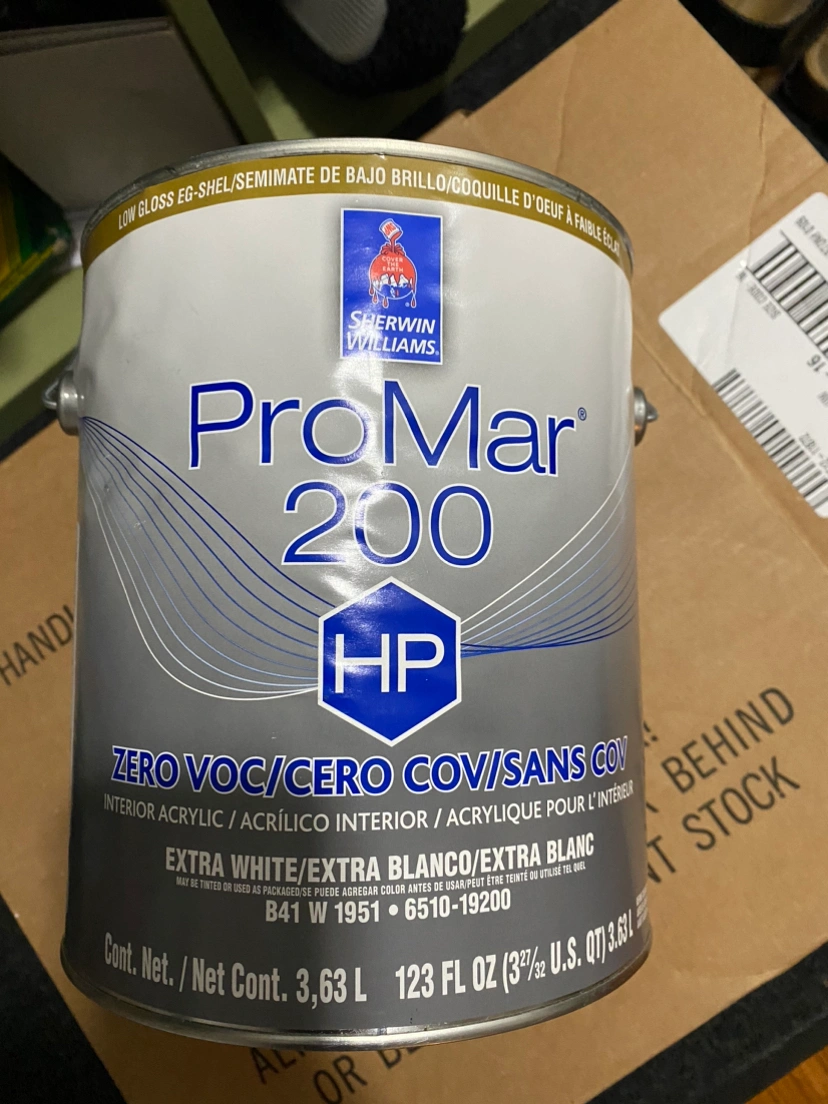 LOW GLOSS EG-SHEL/SEMIMATE DE BAJO BRILLO/COQUILLE D'OEUF À FAIBLE ÉCLAT
COVER
THE
EARTH
SHERWIN
WILLIAMS®
ProMar®
200
HP
ZERO VOC/CERO COV/SANS COV
INTERIOR ACRYLIC / ACRÍLICO INTERIOR / ACRYLIQUE POUR L'INTÉRIEUR
EXTRA WHITE/EXTRA BLANCO/EXTRA BLANC
MAY BE TINTED OR USED AS PACKAGED/SE PUEDE AGREGAR COLOR ANTES DE USAR/PEUT ÊTRE TEINTÉ OU UTILISÉ TEL QUEL
B41 W 1951 • 6510-19200
Cont. Net. / Net Cont. 3,63 L 123 FL OZ (3 27/32 U.S. QT) 3.63 L
BEHIND
STOCK
OR